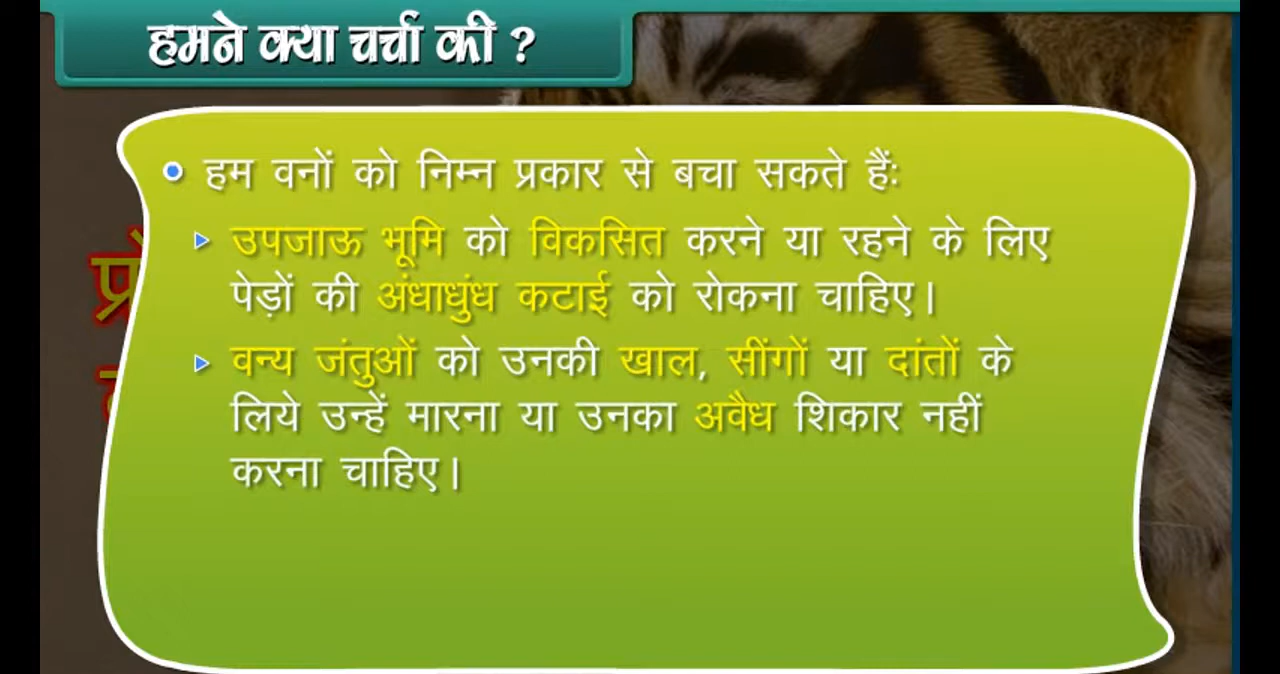 हमने क्या चर्चा की ?
हम वनों को निम्न प्रकार से बचा सकते हैंः
उपजाऊ भूमि को विकसित करने या रहने के लिए
पेड़ों की अंधाधुंध कटाई को रोकना चाहिए।
वन्य जंतुओं को उनकी खाल, सींगों या दांतों के
लिये उन्हें मारना या उनका अवैध शिकार नहीं
करना चाहिए।